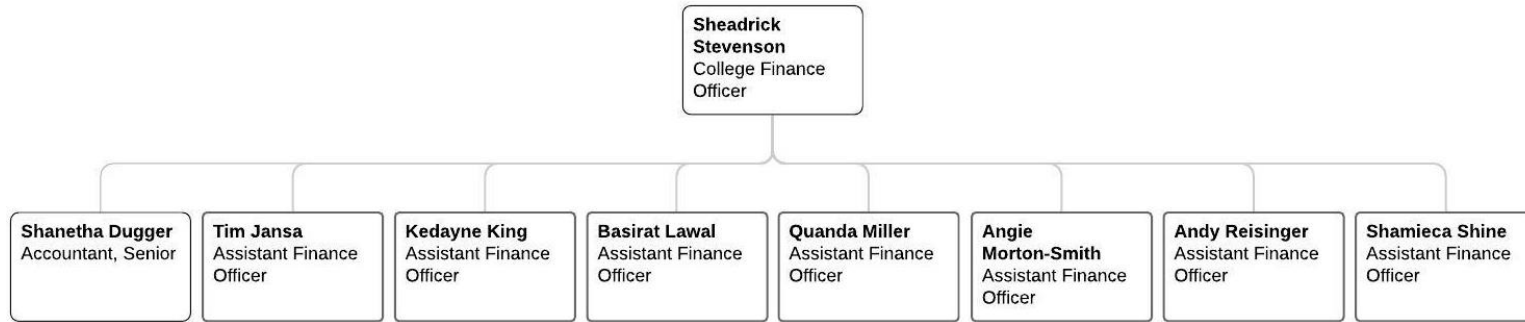 Sheadrick
Stevenson
College Finance
Officer
Shanetha Dugger
Accountant, Senior
Tim Jansa
Assistant Finance
Officer
Kedayne King
Assistant Finance
Officer
Basirat Lawal
Assistant Finance
Officer
Quanda Miller
Assistant Finance
Officer
Angie
Morton-Smith
Assistant Finance
Officer
Andy Reisinger
Assistant Finance
Officer
Shamieca Shine
Assistant Finance
Officer